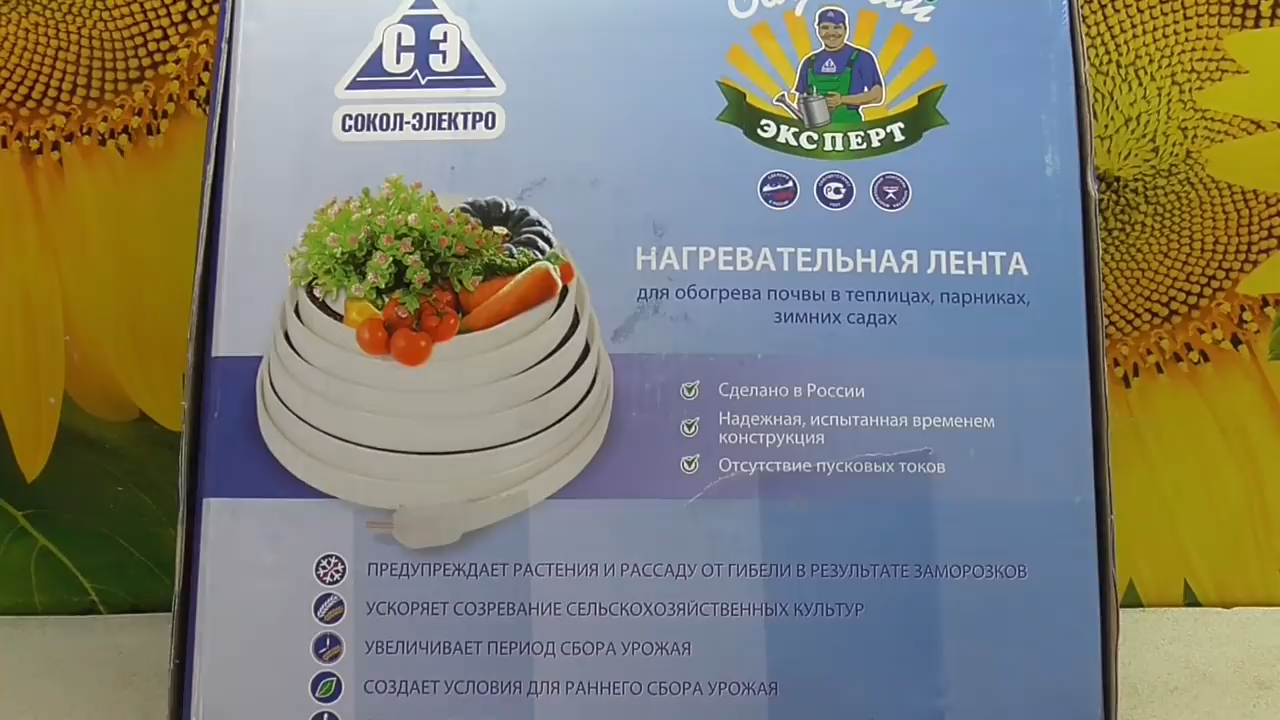 СЭ
СОКОЛ-ЭЛЕКТРО
ЭКСПЕРТ
НАГРЕВАТЕЛЬНАЯ ЛЕНТА
для обогрева почвы в теплицах, парниках,
зимних садах
Сделано в России
Надежная, испытанная временем
конструкция
Отсутствие пусковых токов
ПРЕДУПРЕЖДАЕТ РАСТЕНИЯ И РАССАДУ ОТ ГИБЕЛИ В РЕЗУЛЬТАТЕ ЗАМОРОЗКОВ
УСКОРЯЕТ СОЗРЕВАНИЕ СЕЛЬСКОХОЗЯЙСТВЕННЫХ КУЛЬТУР
УВЕЛИЧИВАЕТ ПЕРИОД СБОРА УРОЖАЯ
СОЗДАЕТ УСЛОВИЯ ДЛЯ РАННЕГО СБОРА УРОЖАЯ